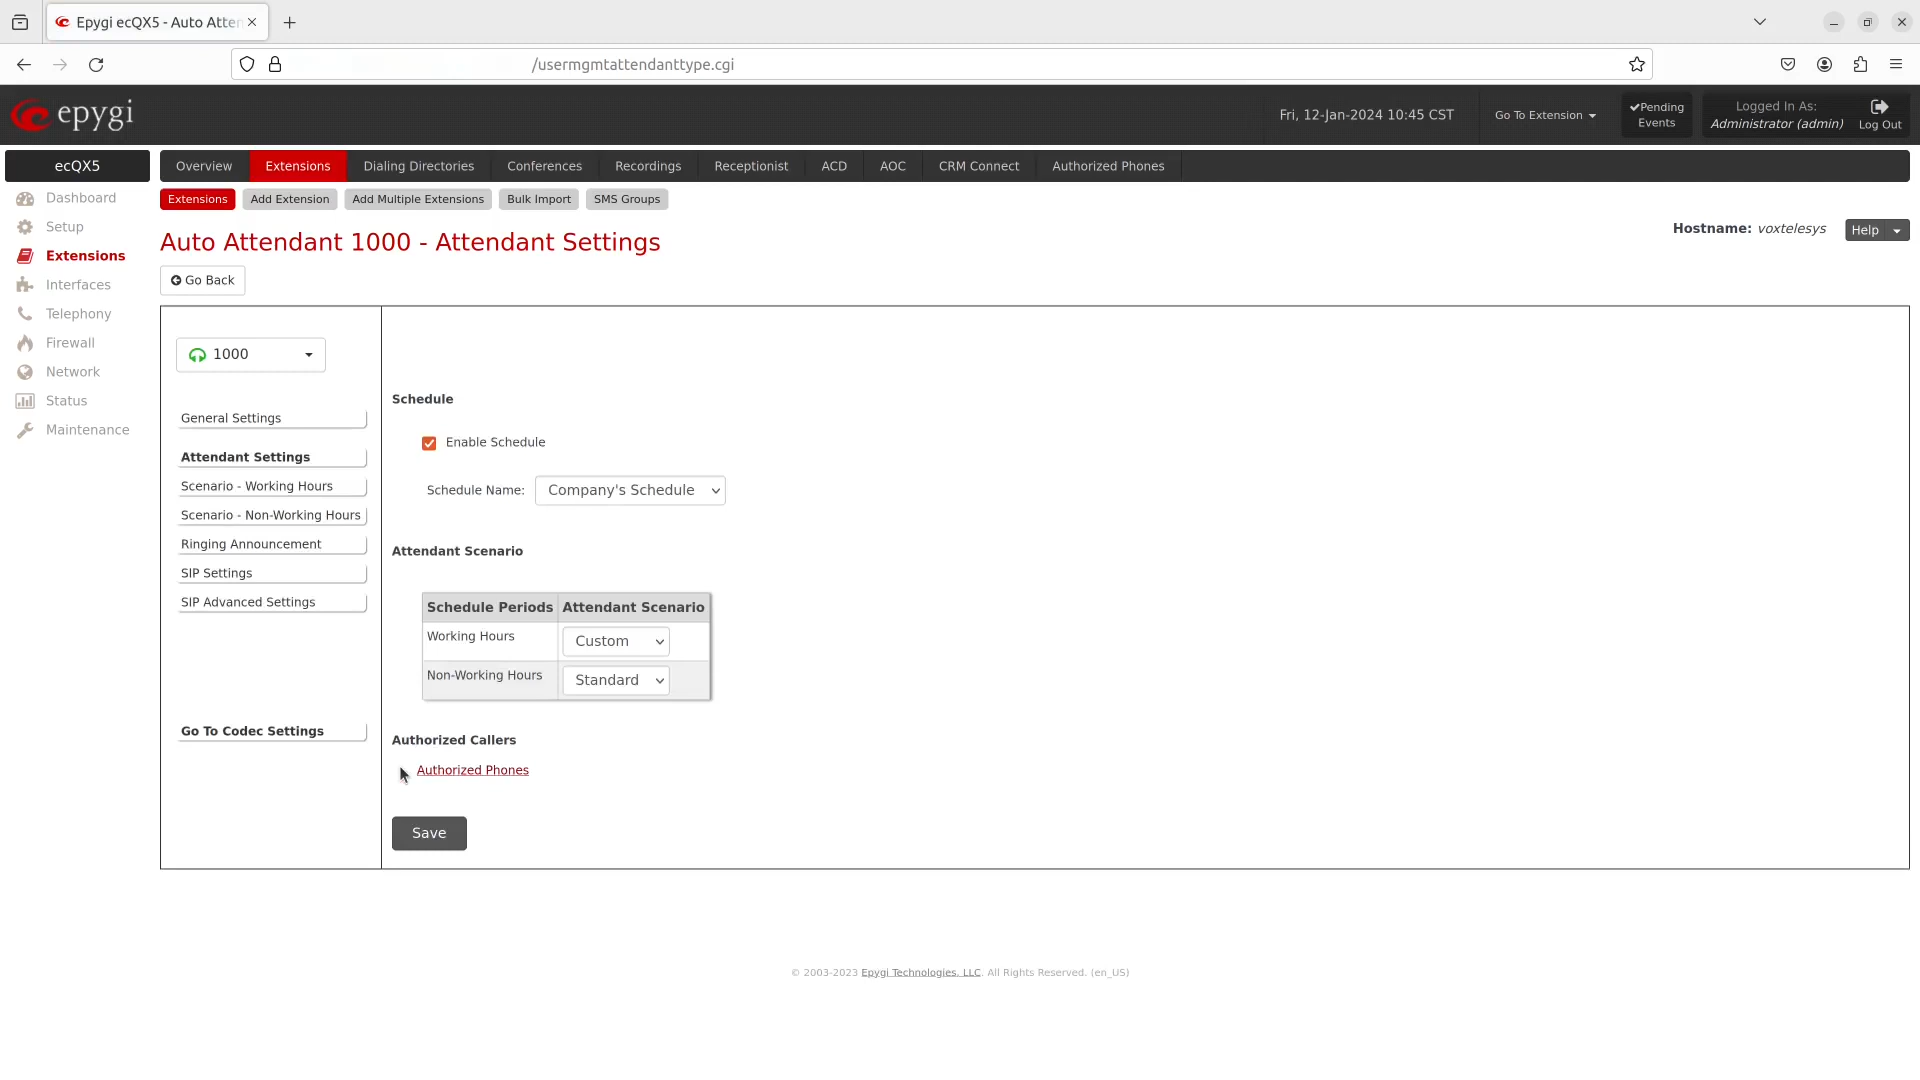 Epygi ecQX5 - Auto Atten
/usermgmtattendanttype.cgi
epygi
Fri, 12-Jan-2024 10:45 CST
Go To Extension
Pending
Events
Logged In As:
Administrator (admin)
Log Out
ecQX5
Overview Extensions Dialing Directories Conferences Recordings Receptionist ACD AOC CRM Connect Authorized Phones
Dashboard
Setup
Extensions
Interfaces
Telephony
Firewall
Network
Status
Maintenance
Extensions Add Extension Add Multiple Extensions Bulk Import SMS Groups
Auto Attendant 1000 - Attendant Settings
Hostname: voxtelesys
Help
Go Back
1000
General Settings
Attendant Settings
Scenario - Working Hours
Scenario - Non-Working Hours
Ringing Announcement
SIP Settings
SIP Advanced Settings
Go To Codec Settings
Schedule
Enable Schedule
Schedule Name: Company's Schedule
Attendant Scenario
Schedule Periods Attendant Scenario
Working Hours Custom
Non-Working Hours Standard
Authorized Callers
Authorized Phones
Save
© 2003-2023 Epygi Technologies, LLC. All Rights Reserved. (en_US)